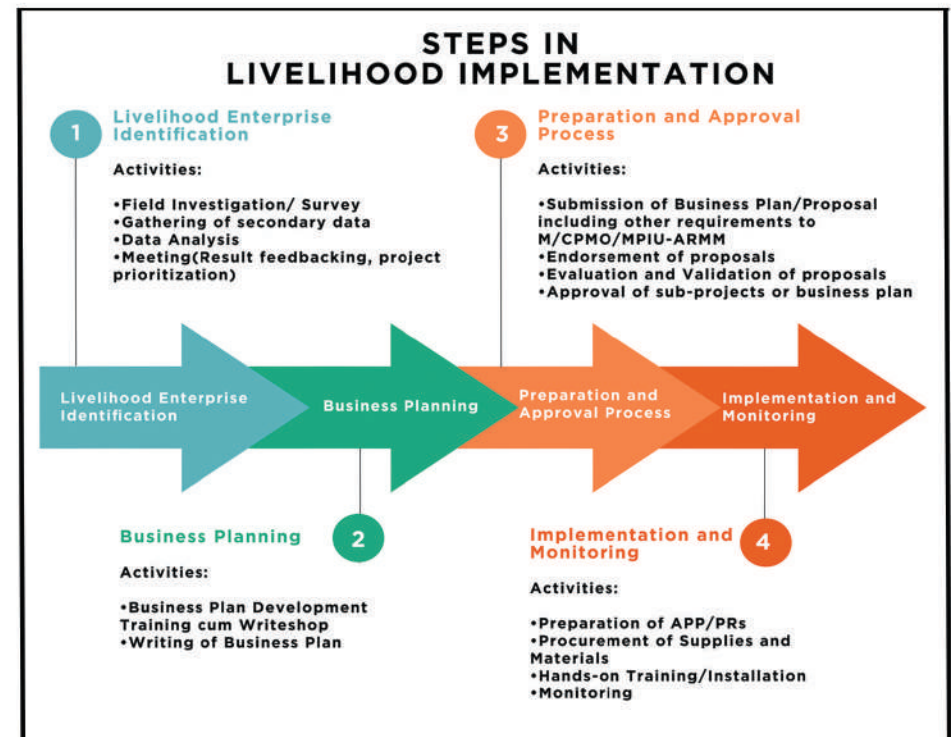 STEPS IN
LIVELIHOOD IMPLEMENTATION
1
Livelihood Enterprise
Identification
Activities:
•Field Investigation/ Survey
•Gathering of secondary data
•Data Analysis
•Meeting(Result feedbacking, project
prioritization)
3
Preparation and Approval
Process
Activities:
•Submission of Business Plan/Proposal
including other requirements to
M/CPMO/MPIU-ARMM
•Endorsement of proposals
•Evaluation and Validation of proposals
•Approval of sub-projects or business plan
Livelihood Enterprise
Identification
Business Planning
Preparation and
Approval Process
Implementation and
Monitoring
Business Planning
2
Activities:
•Business Plan Development
Training cum Writeshop
•Writing of Business Plan
Implementation and
Monitoring
4
Activities:
•Preparation of APP/PRs
•Procurement of Supplies and
Materials
•Hands-on Training/Installation
•Monitoring